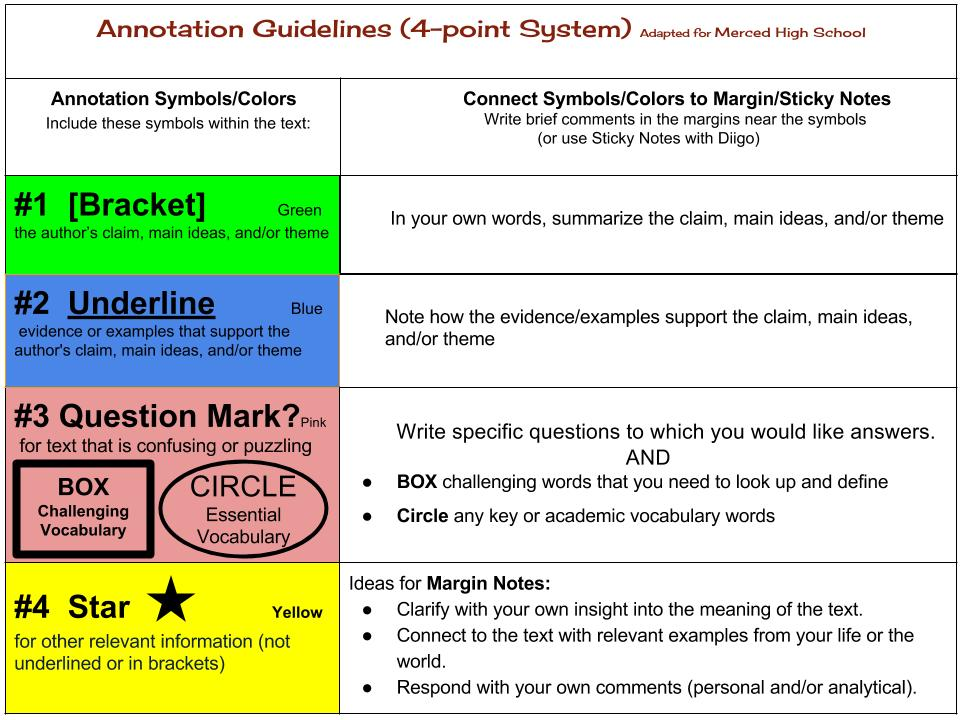 Annotation Guidelines (4-point System) Adapted for Merced High School
Annotation Symbols/Colors
Include these symbols within the text:
Connect Symbols/Colors to Margin/Sticky Notes
Write brief comments in the margins near the symbols
(or use Sticky Notes with Diigo)
#1 [Bracket] Green
the author's claim, main ideas, and/or theme
In your own words, summarize the claim, main ideas, and/or theme
#2 Underline Blue
evidence or examples that support the
author's claim, main ideas, and/or theme
Note how the evidence/examples support the claim, main ideas,
and/or theme
#3 Question Mark? Pink
for text that is confusing or puzzling
BOX
Challenging
Vocabulary
CIRCLE
Essential
Vocabulary
Write specific questions to which you would like answers.
AND
● BOX challenging words that you need to look up and define
● Circle any key or academic vocabulary words
#4 Star ★ Yellow
for other relevant information (not
underlined or in brackets)
Ideas for Margin Notes:
● Clarify with your own insight into the meaning of the text.
● Connect to the text with relevant examples from your life or the
world.
● Respond with your own comments (personal and/or analytical).